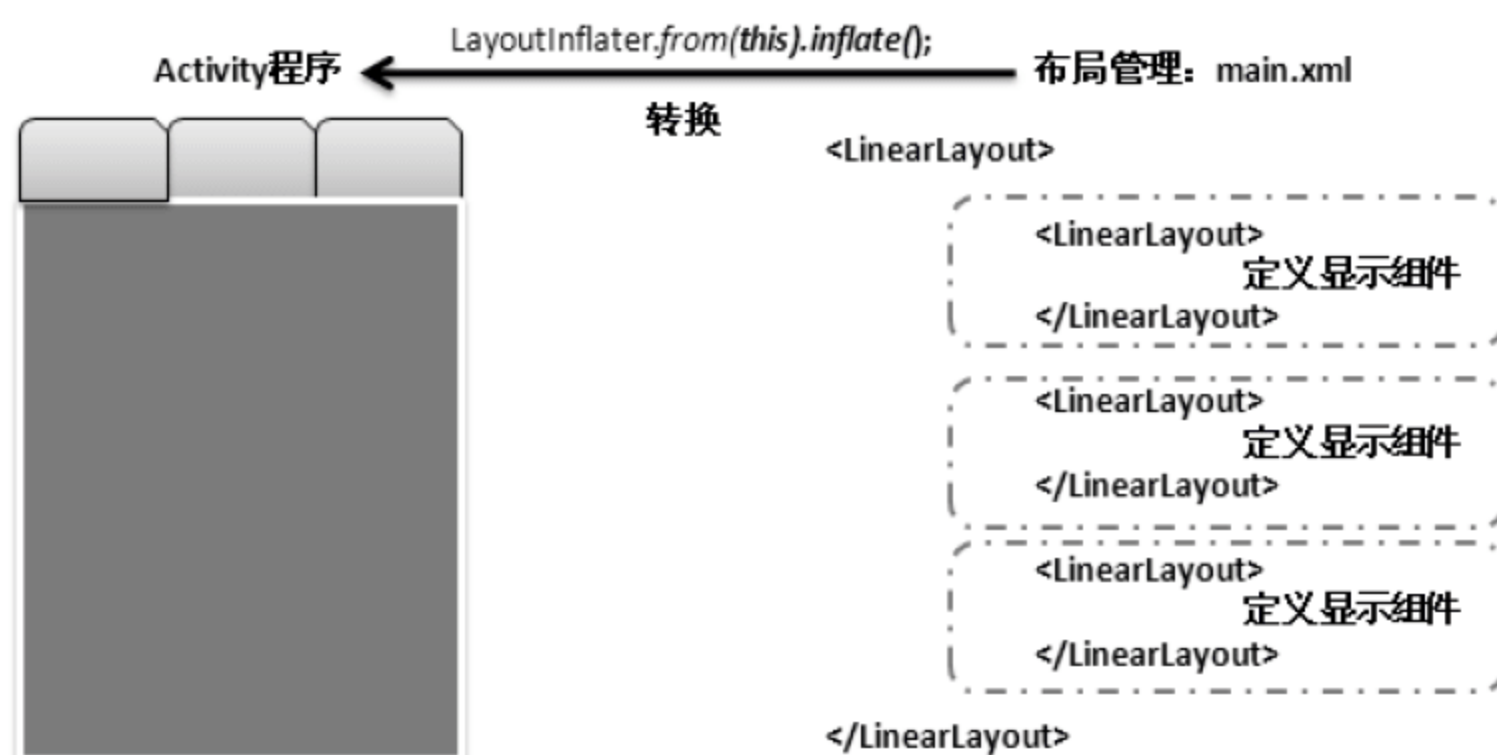 LayoutInflater.from(this).inflate();
Activity程序
布局管理：main.xml
转换
<LinearLayout>
<LinearLayout>
定义显示组件
</LinearLayout>
<LinearLayout>
定义显示组件
</LinearLayout>
<LinearLayout>
定义显示组件
</LinearLayout>
</LinearLayout>